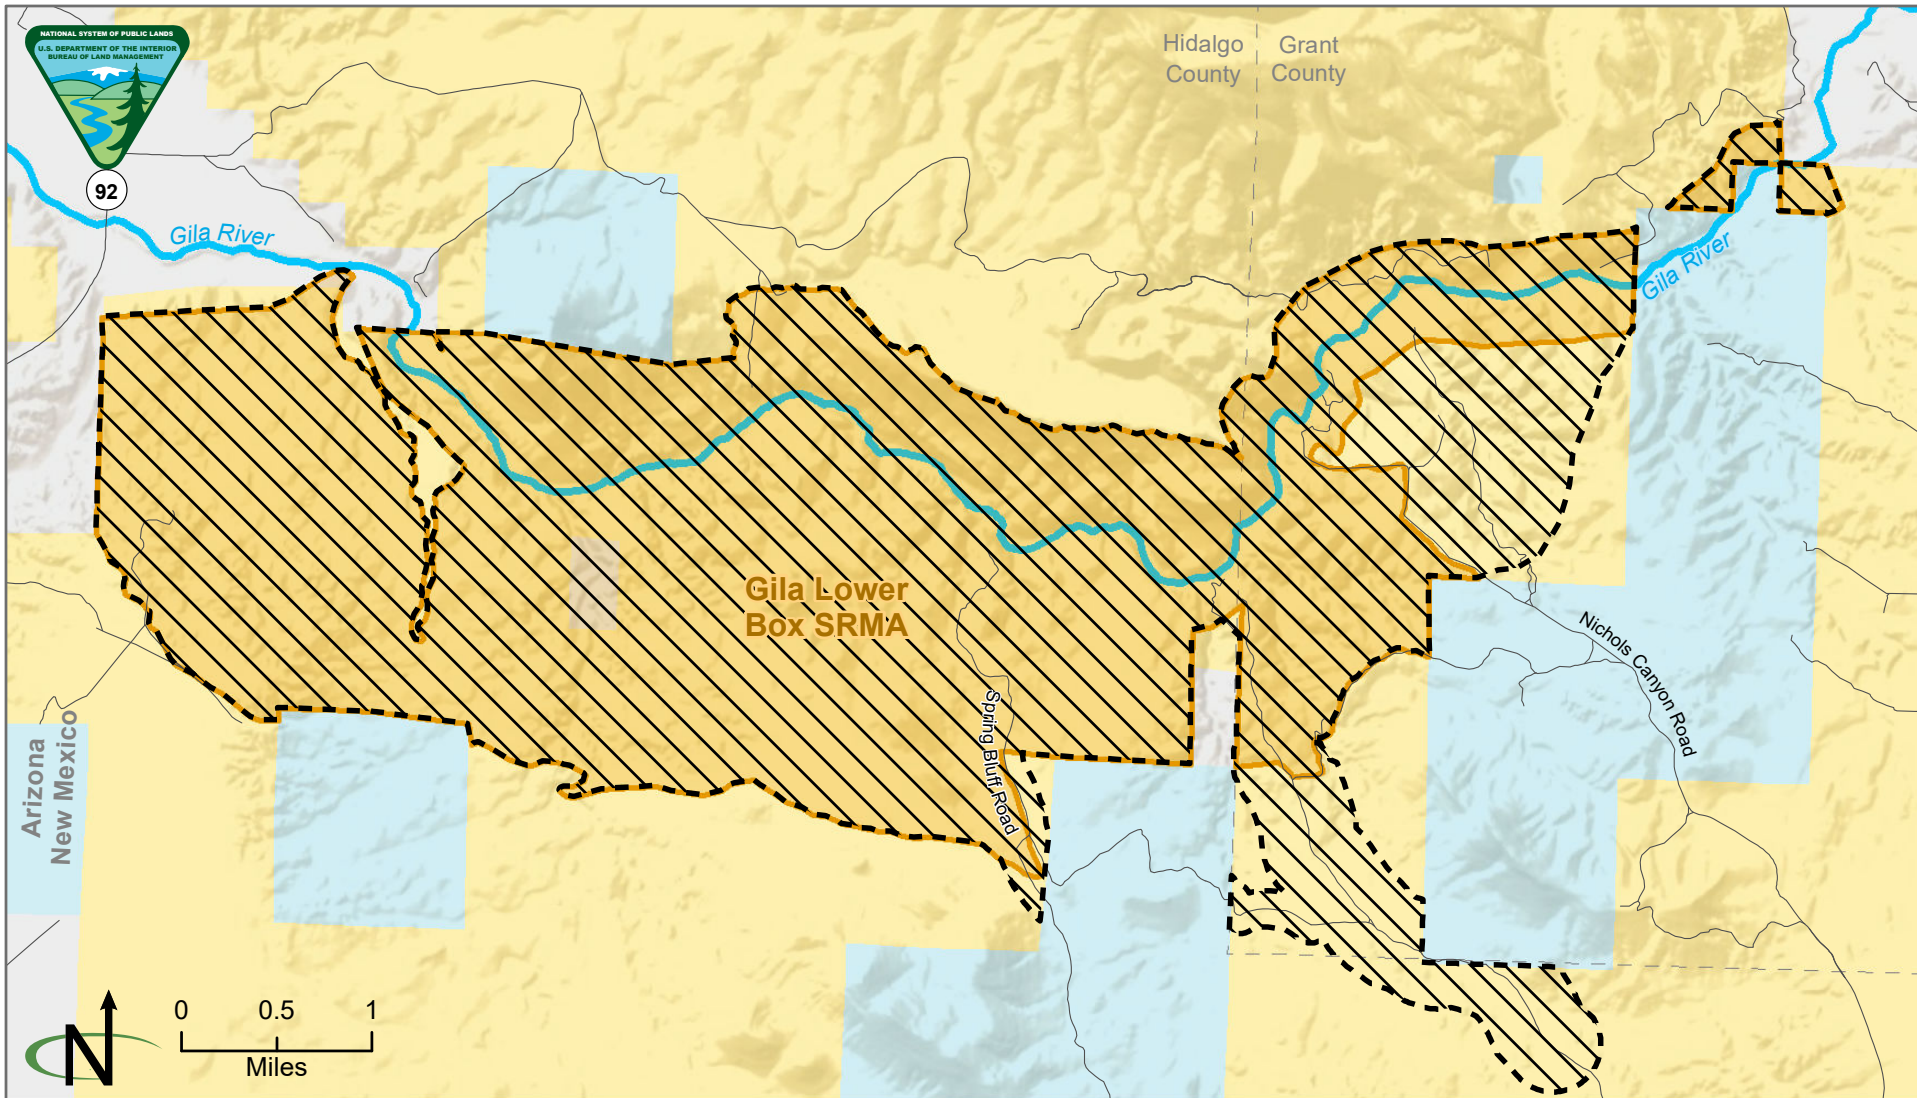 NATIONAL SYSTEM OF PUBLIC LANDS
U.S. DEPARTMENT OF THE INTERIOR
BUREAU OF LAND MANAGEMENT
92
Hidalgo
County
Grant
County
Gila River
Gila River
Gila Lower
Box SRMA
Spring Bluff Road
Nichols Canyon Road
Arizona
New Mexico
N
0 0.5 1
Miles